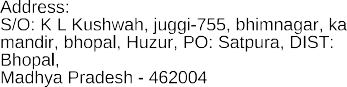 Address:
S/O: K L Kushwah, juggi-755, bhimnagar, ka
mandir, bhopal, Huzur, PO: Satpura, DIST:
Bhopal,
Madhya Pradesh - 462004